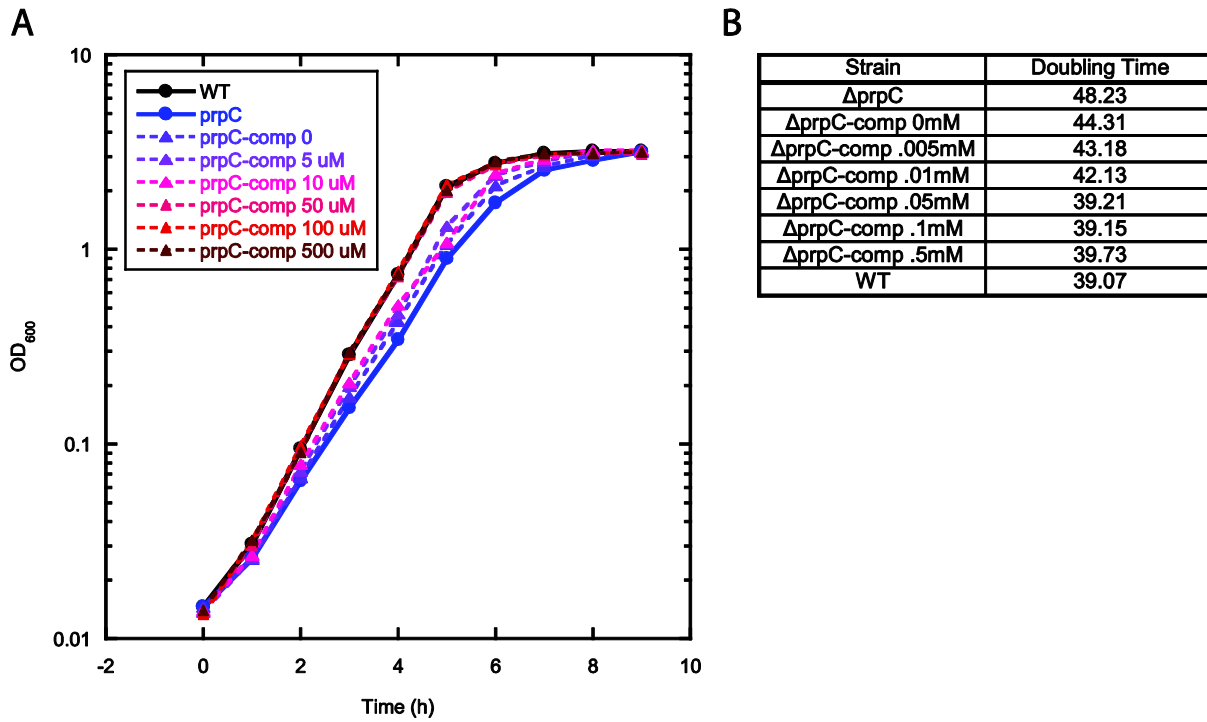 A
10
WT
prpC
prpC-comp 0
prpC-comp 5 uM
prpC-comp 10 uM
prpC-comp 50 uM
prpC-comp 100 uM
prpC-comp 500 uM
1
0.1
0.01
OD600
-2 0 2 4 6 8 10
Time (h)
B
Strain Doubling Time
ΔprpC 48.23
ΔprpC-comp 0mM 44.31
ΔprpC-comp .005mM 43.18
ΔprpC-comp .01mM 42.13
ΔprpC-comp .05mM 39.21
ΔprpC-comp .1mM 39.15
ΔprpC-comp .5mM 39.73
WT 39.07